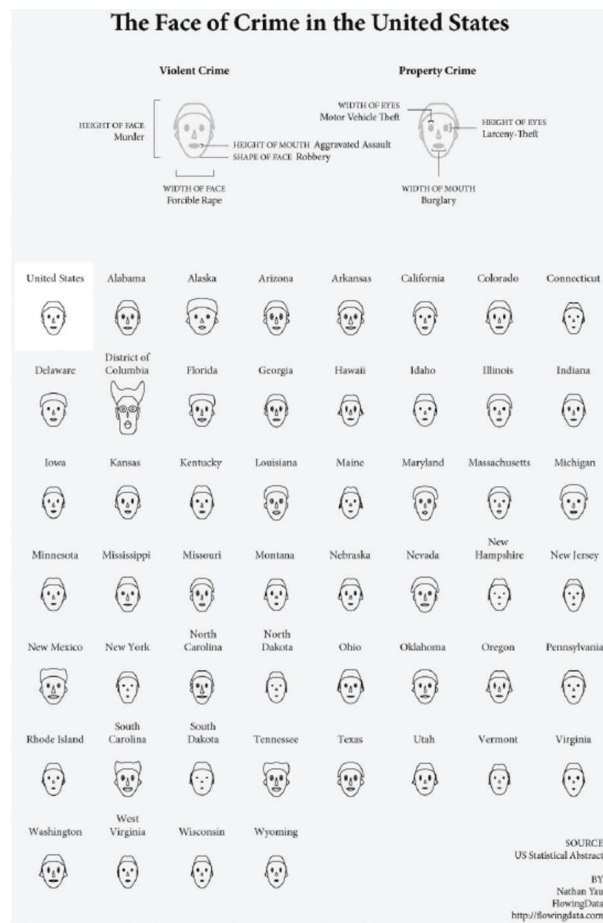 The Face of Crime in the United States
Violent Crime
Property Crime
HEIGHT OF FACE
Murder
HEIGHT OF MOUTH Aggravated Assault
SHAPE OF FACE Robbery
WIDTH OF FACE
Forcible Rape
WIDTH OF EYES
Motor Vehicle Theft
HEIGHT OF EYES
Larceny-Theft
WIDTH OF MOUTH
Burglary
United States
Alabama
Alaska
Arizona
Arkansas
California
Colorado
Connecticut
Delaware
District of
Columbia
Florida
Georgia
Hawaii
Idaho
Illinois
Indiana
Iowa
Kansas
Kentucky
Louisiana
Maine
Maryland
Massachusetts
Michigan
Minnesota
Mississippi
Missouri
Montana
Nebraska
Nevada
New
Hampshire
New Jersey
New Mexico
New York
North
Carolina
North
Dakota
Ohio
Oklahoma
Oregon
Pennsylvania
Rhode Island
South
Carolina
South
Dakota
Tennessee
Texas
Utah
Vermont
Virginia
Washington
West
Virginia
Wisconsin
Wyoming
SOURCE
US Statistical Abstract
BY
Nathan Yau
FlowingData
http://flowingdata.com